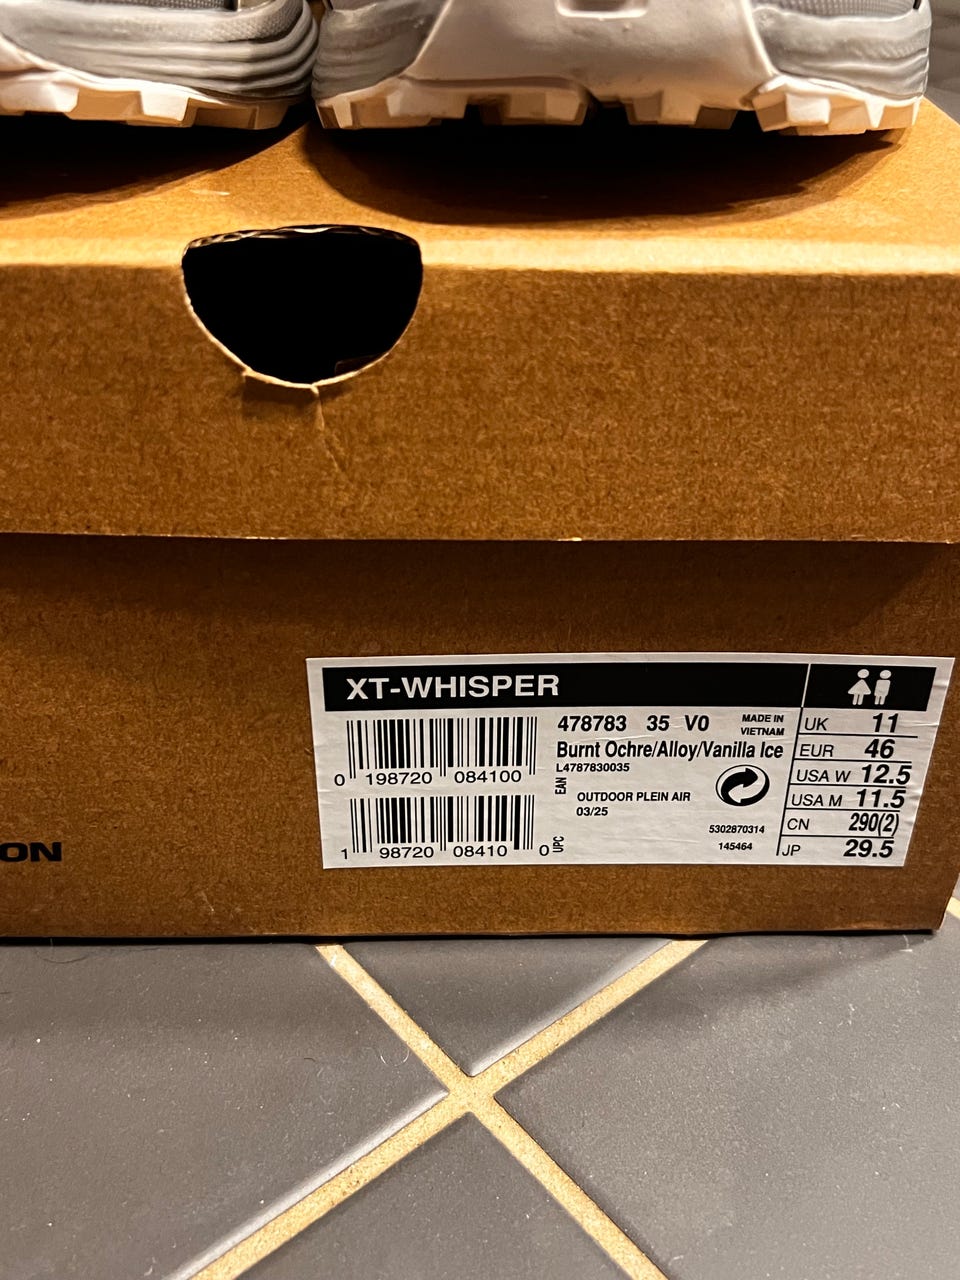 XT-WHISPER
478783 35 V0
MADE IN
VIETNAM
Burnt Ochre/Alloy/Vanilla Ice
L4787830035
0 198720 084100
EAN
OUTDOOR PLEIN AIR
03/25
5302870314
145464
1 98720 08410 0
UPC
UK 11
EUR 46
USA W 12.5
USA M 11.5
CN 290(2)
JP 29.5
ON